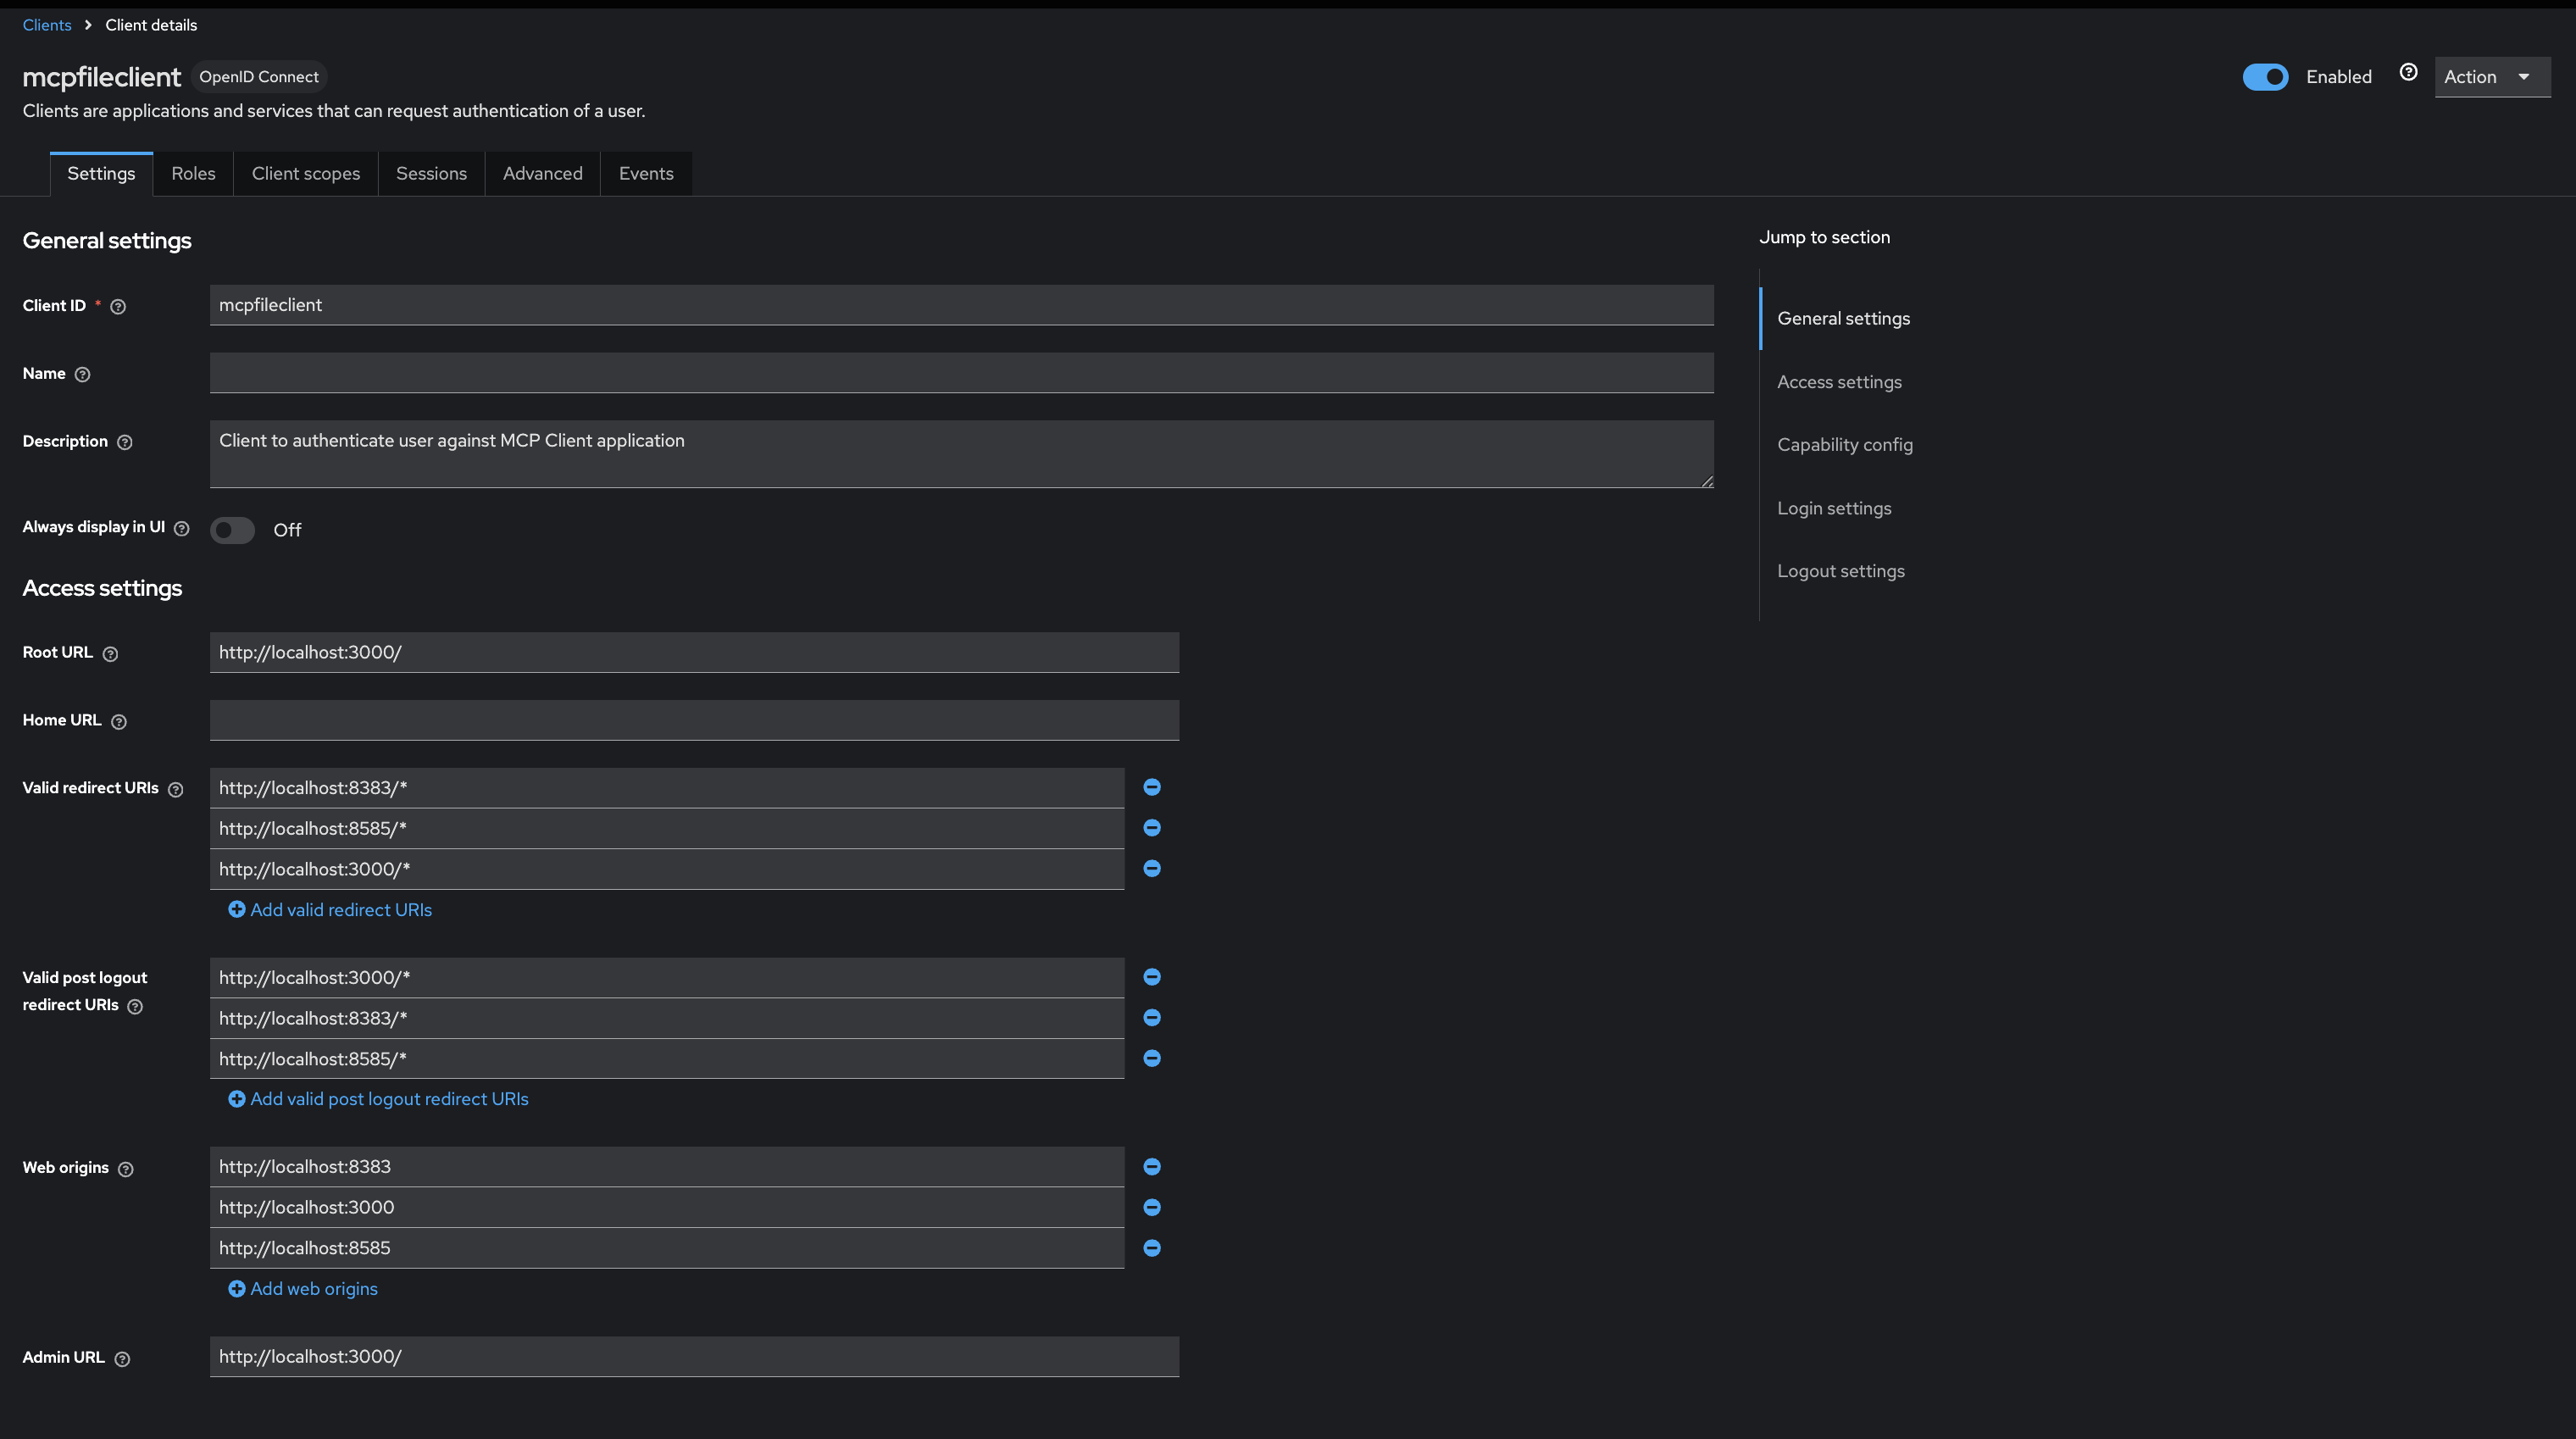 Clients > Client details
mcpfileclient OpenID Connect
Enabled
Action
Clients are applications and services that can request authentication of a user.
Settings Roles Client scopes Sessions Advanced Events
General settings
Client ID * mcpfileclient
Name
Description Client to authenticate user against MCP Client application
Always display in UI Off
Access settings
Root URL http://localhost:3000/
Home URL
Valid redirect URIs http://localhost:8383/*
http://localhost:8585/*
http://localhost:3000/*
Add valid redirect URIs
Valid post logout
redirect URIs
http://localhost:3000/*
http://localhost:8383/*
http://localhost:8585/*
Add valid post logout redirect URIs
Web origins http://localhost:8383
http://localhost:3000
http://localhost:8585
Add web origins
Admin URL http://localhost:3000/
Jump to section
General settings
Access settings
Capability config
Login settings
Logout settings